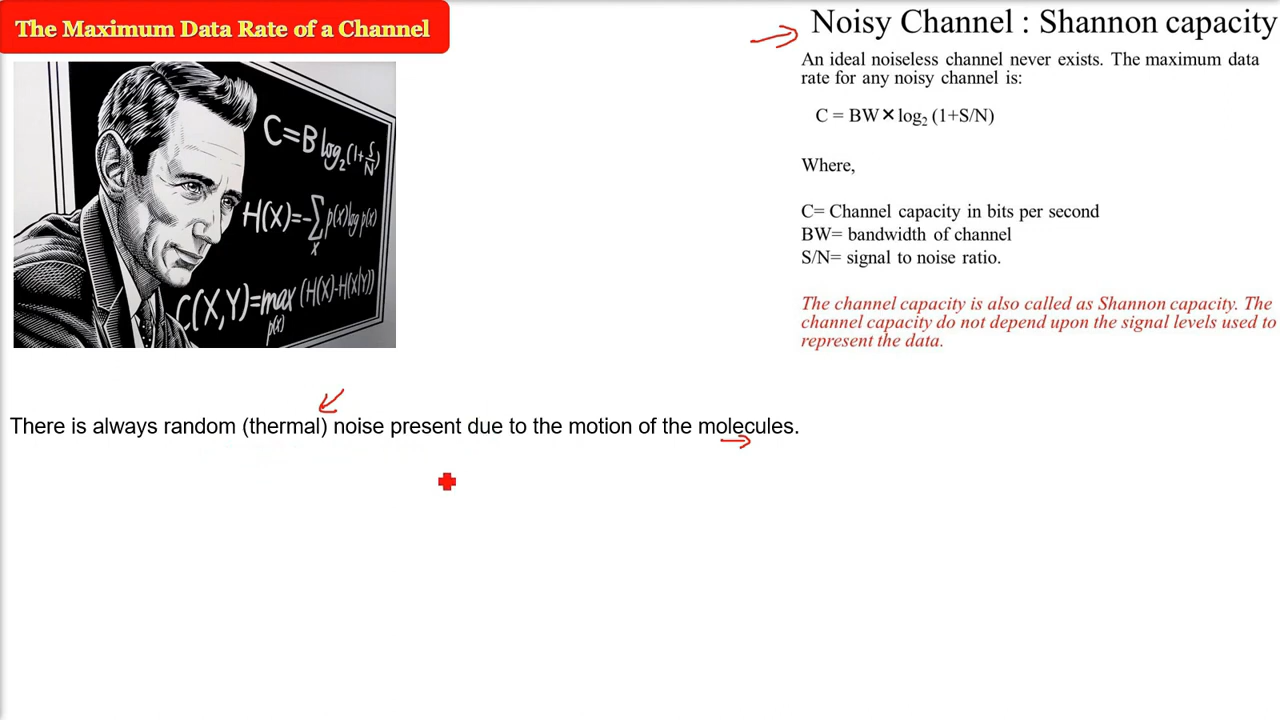 The Maximum Data Rate of a Channel
C=B log₂(1+S/N)
H(X)=-∑ p(x) log p(x)
x
C(X,Y)=max (H(X)-H(X|Y))
p(x)
Noisy Channel : Shannon capacity
An ideal noiseless channel never exists. The maximum data
rate for any noisy channel is:
C = BW×log₂ (1+S/N)
Where,
C= Channel capacity in bits per second
BW= bandwidth of channel
S/N= signal to noise ratio.
The channel capacity is also called as Shannon capacity. The
channel capacity do not depend upon the signal levels used to
represent the data.
There is always random (thermal) noise present due to the motion of the molecules.